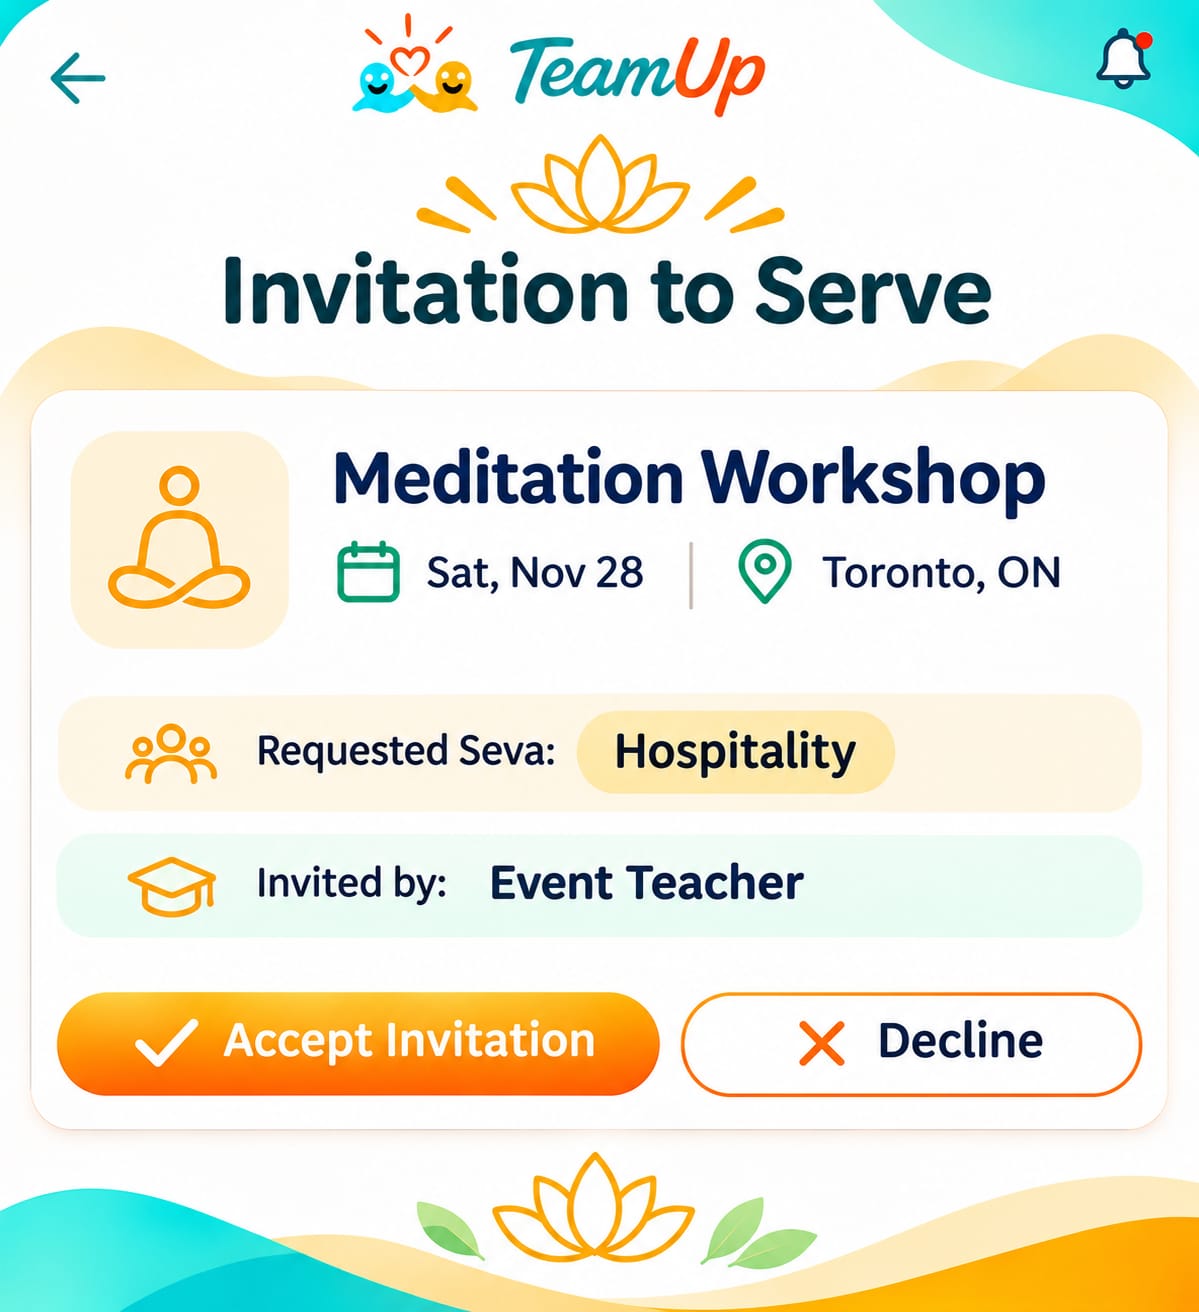 TeamUp
Invitation to Serve
Meditation Workshop
Sat, Nov 28
Toronto, ON
Requested Seva: Hospitality
Invited by: Event Teacher
Accept Invitation
Decline